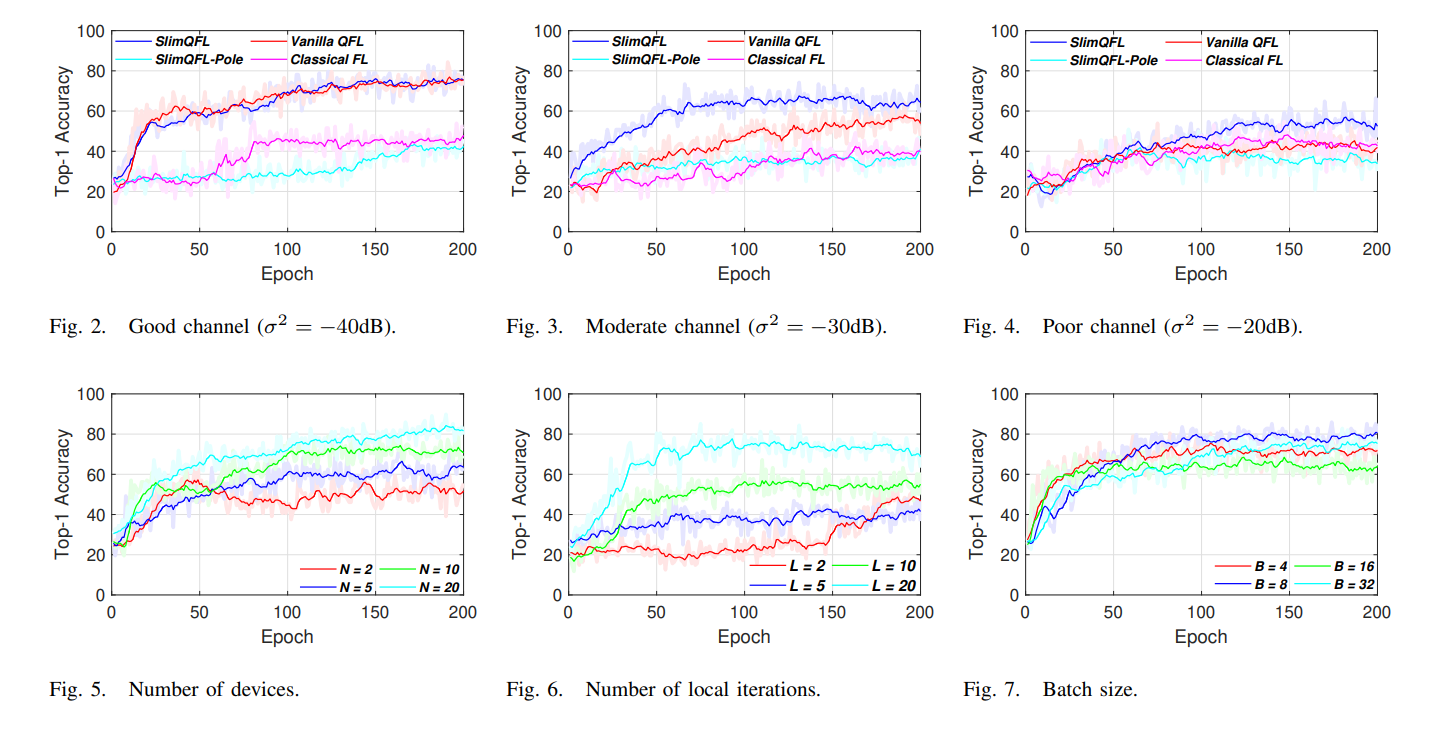 100
80
60
40
20
0
Top-1 Accuracy
SlimQFL
Vanilla QFL
SlimQFL-Pole
Classical FL
0 50 100 150 200
Epoch
Fig. 2. Good channel (σ² = −40dB).
100
80
60
40
20
0
Top-1 Accuracy
SlimQFL
Vanilla QFL
SlimQFL-Pole
Classical FL
0 50 100 150 200
Epoch
Fig. 3. Moderate channel (σ² = −30dB).
100
80
60
40
20
0
Top-1 Accuracy
SlimQFL
Vanilla QFL
SlimQFL-Pole
Classical FL
0 50 100 150 200
Epoch
Fig. 4. Poor channel (σ² = −20dB).
100
80
60
40
20
0
Top-1 Accuracy
N = 2
N = 10
N = 5
N = 20
0 50 100 150 200
Epoch
Fig. 5. Number of devices.
100
80
60
40
20
0
Top-1 Accuracy
L = 2
L = 10
L = 5
L = 20
0 50 100 150 200
Epoch
Fig. 6. Number of local iterations.
100
80
60
40
20
0
Top-1 Accuracy
B = 4
B = 16
B = 8
B = 32
0 50 100 150 200
Epoch
Fig. 7. Batch size.